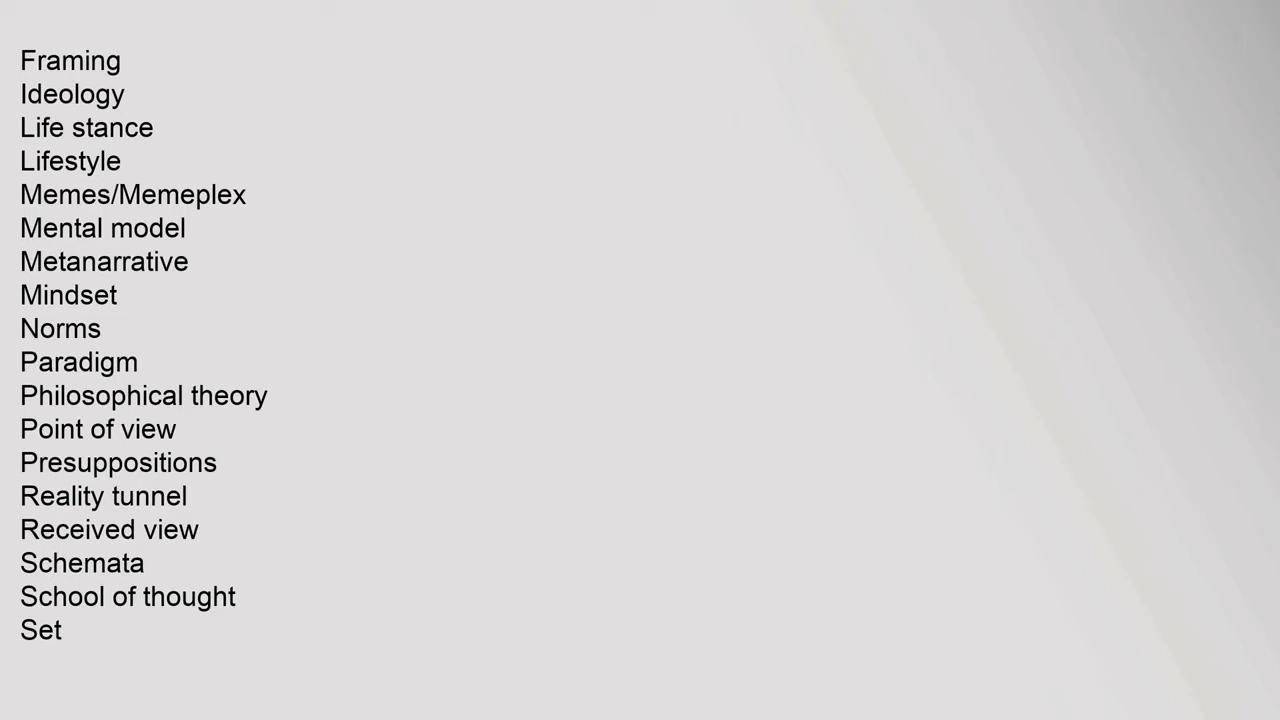 Framing
Ideology
Life stance
Lifestyle
Memes/Memeplex
Mental model
Metanarrative
Mindset
Norms
Paradigm
Philosophical theory
Point of view
Presuppositions
Reality tunnel
Received view
Schemata
School of thought
Set